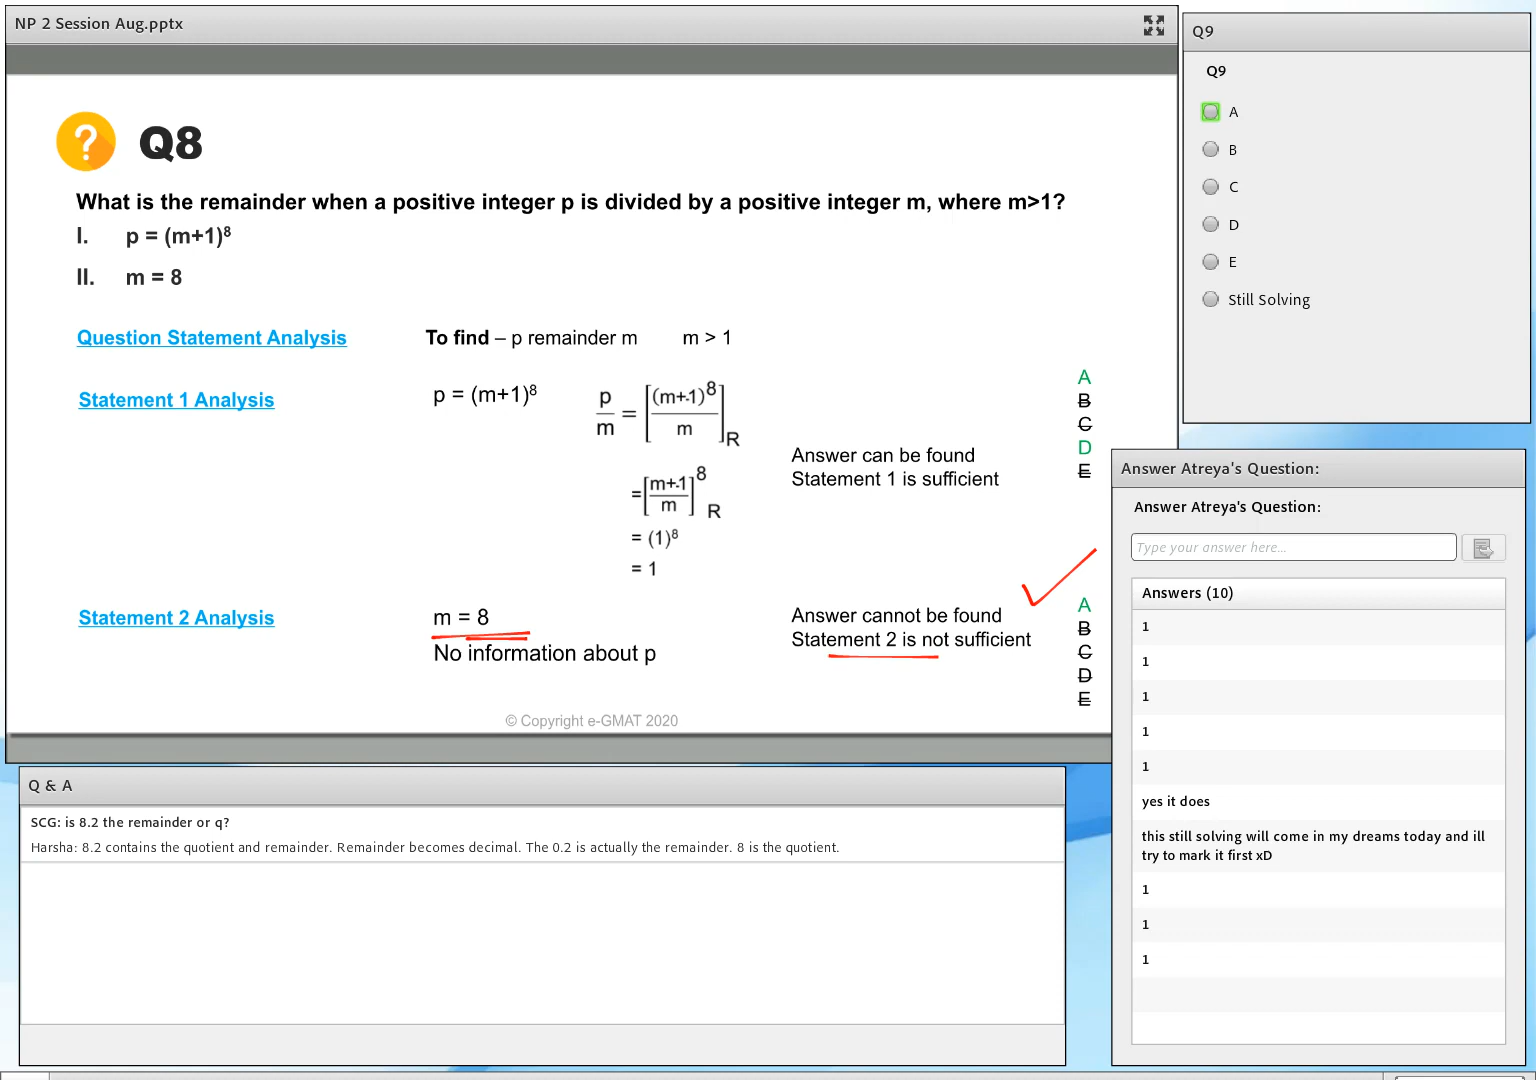 NP 2 Session Aug.pptx
Q8
What is the remainder when a positive integer p is divided by a positive integer m, where m>1?
I. p = (m+1)⁸
II. m = 8
Question Statement Analysis To find – p remainder m m > 1
Statement 1 Analysis p = (m+1)⁸
p/m = [(m+1)⁸/m]R
=[m+1/m]⁸ R
= (1)⁸
= 1
Answer can be found
Statement 1 is sufficient
A
B
C
D
E
Statement 2 Analysis m = 8
No information about p
Answer cannot be found
Statement 2 is not sufficient
A
B
C
D
E
© Copyright e-GMAT 2020
Q9
Q9
A
B
C
D
E
Still Solving
Answer Atreya's Question:
Answer Atreya's Question:
Type your answer here...
Answers (10)
1
1
1
1
1
yes it does
this still solving will come in my dreams today and ill
try to mark it first xD
1
1
1
Q & A
SCG: is 8.2 the remainder or q?
Harsha: 8.2 contains the quotient and remainder. Remainder becomes decimal. The 0.2 is actually the remainder. 8 is the quotient.